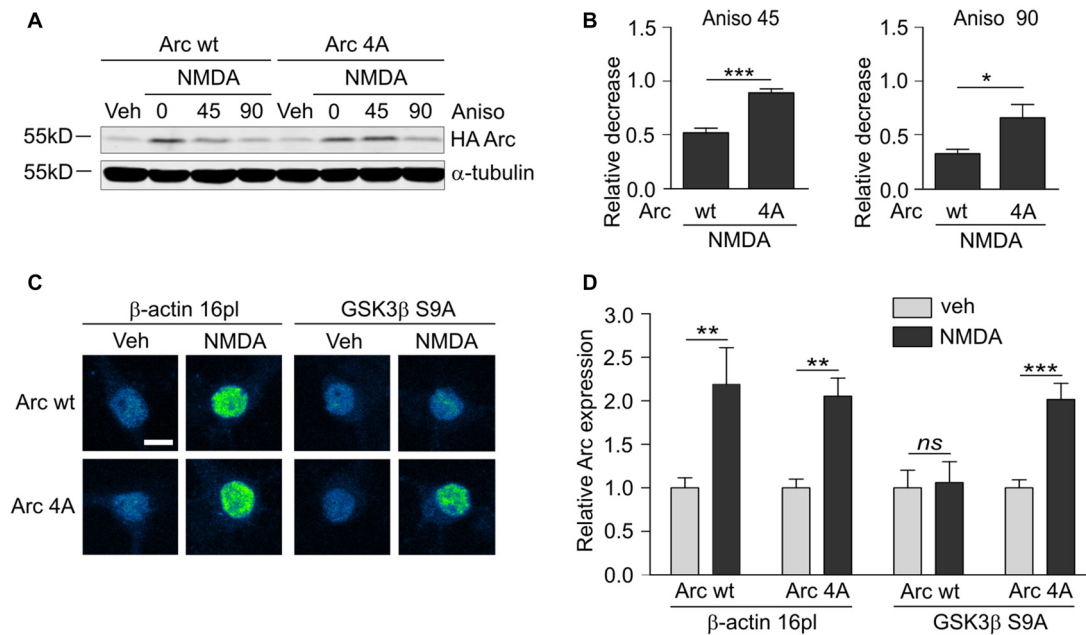 A
Arc wt Arc 4A
NMDA NMDA
Veh 0 45 90 Veh 0 45 90 Aniso
55kD HA Arc
55kD α-tubulin
B
Aniso 45
Relative decrease
1.5
1.0
0.5
0.0
***
Arc wt 4A
NMDA
Aniso 90
Relative decrease
1.5
1.0
0.5
0.0
*
Arc wt 4A
NMDA
C
β-actin 16pl GSK3β S9A
Veh NMDA Veh NMDA
Arc wt
Arc 4A
D
Relative Arc expression
3.0
2.5
2.0
1.5
1.0
0.5
0.0
veh
NMDA
** ** ns ***
Arc wt Arc 4A Arc wt Arc 4A
β-actin 16pl GSK3β S9A